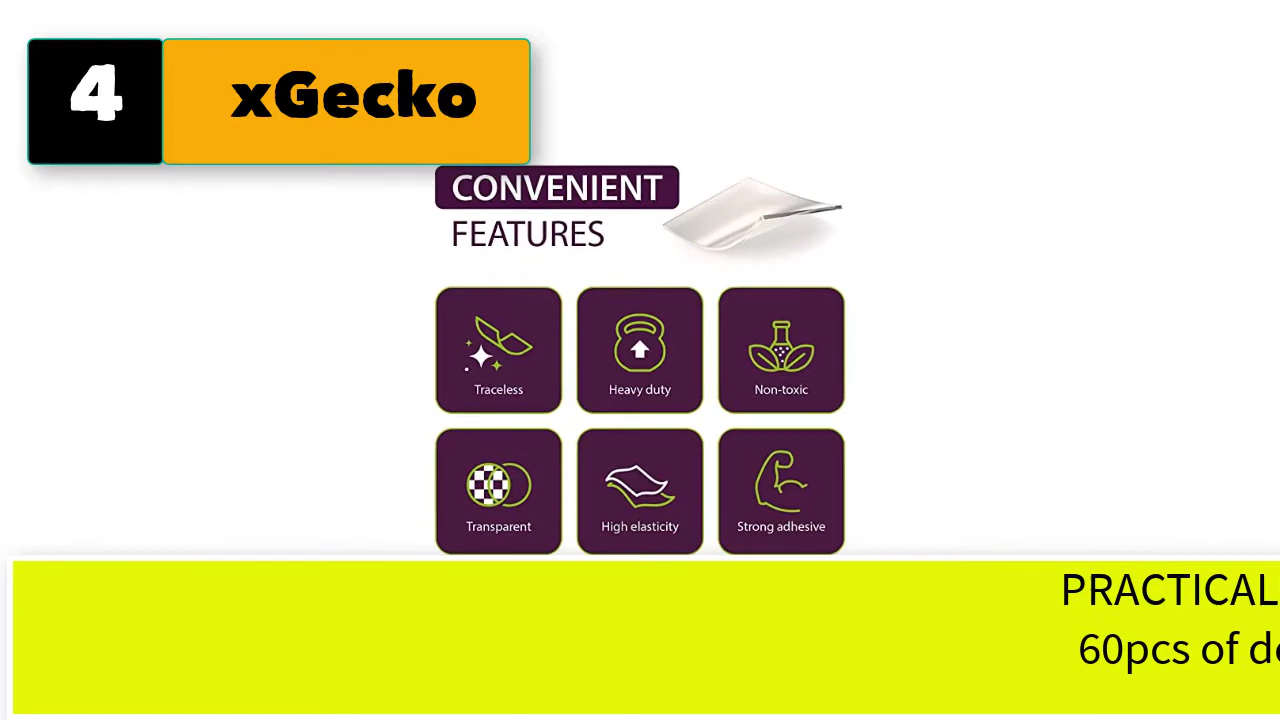 4 xGecko
CONVENIENT
FEATURES
Traceless Heavy duty Non-toxic
Transparent High elasticity Strong adhesive
PRACTICAL
60pcs of